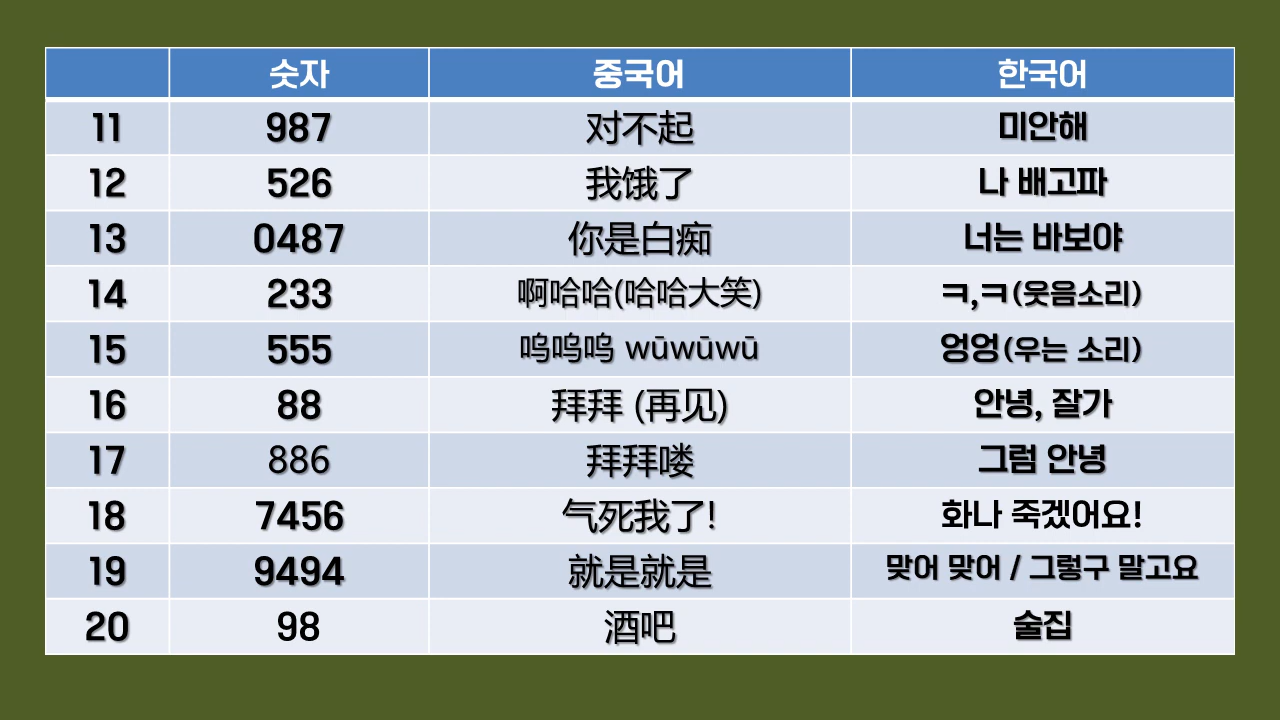 숫자 중국어 한국어
11 987 对不起 미안해
12 526 我饿了 나 배고파
13 0487 你是白痴 너는 바보야
14 233 啊哈哈(哈哈大笑) ㅋ,ㅋ(웃음소리)
15 555 呜呜呜 wūwūwū 엉엉(우는 소리)
16 88 拜拜 (再见) 안녕, 잘가
17 886 拜拜喽 그럼 안녕
18 7456 气死我了! 화나 죽겠어요!
19 9494 就是就是 맞어 맞어 / 그렇구 말고요
20 98 酒吧 술집